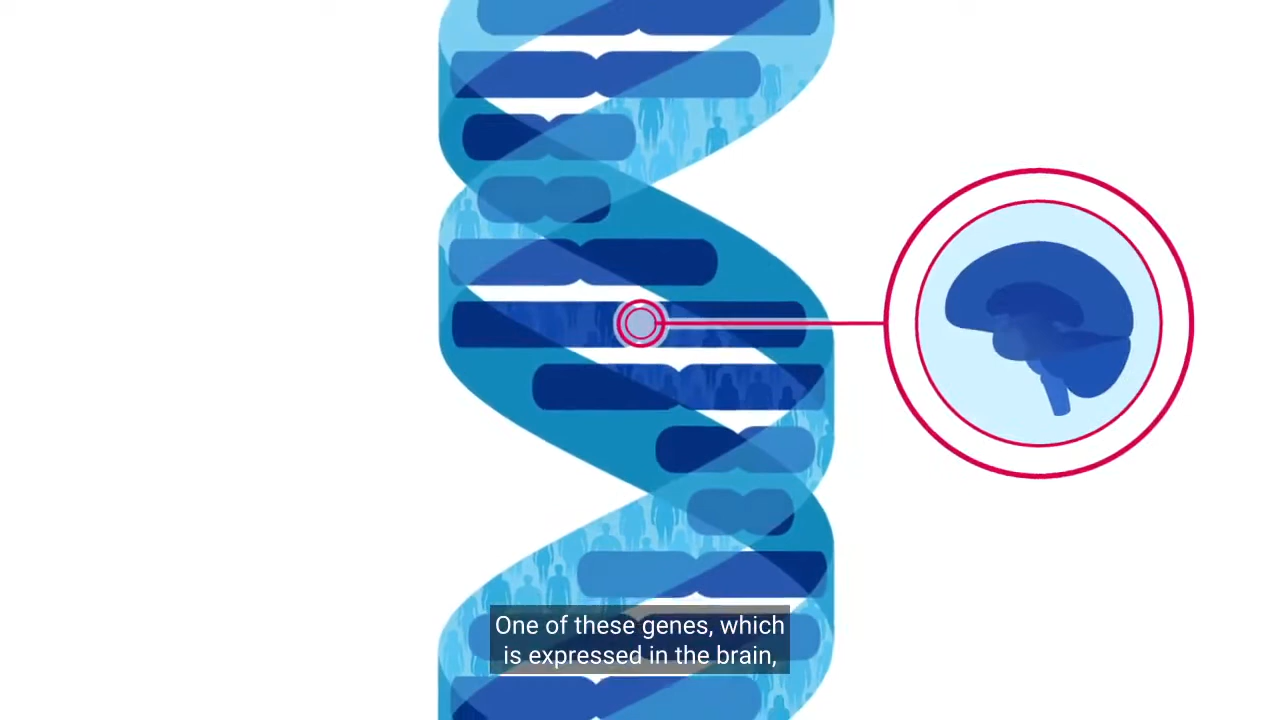 One of these genes, which
is expressed in the brain,